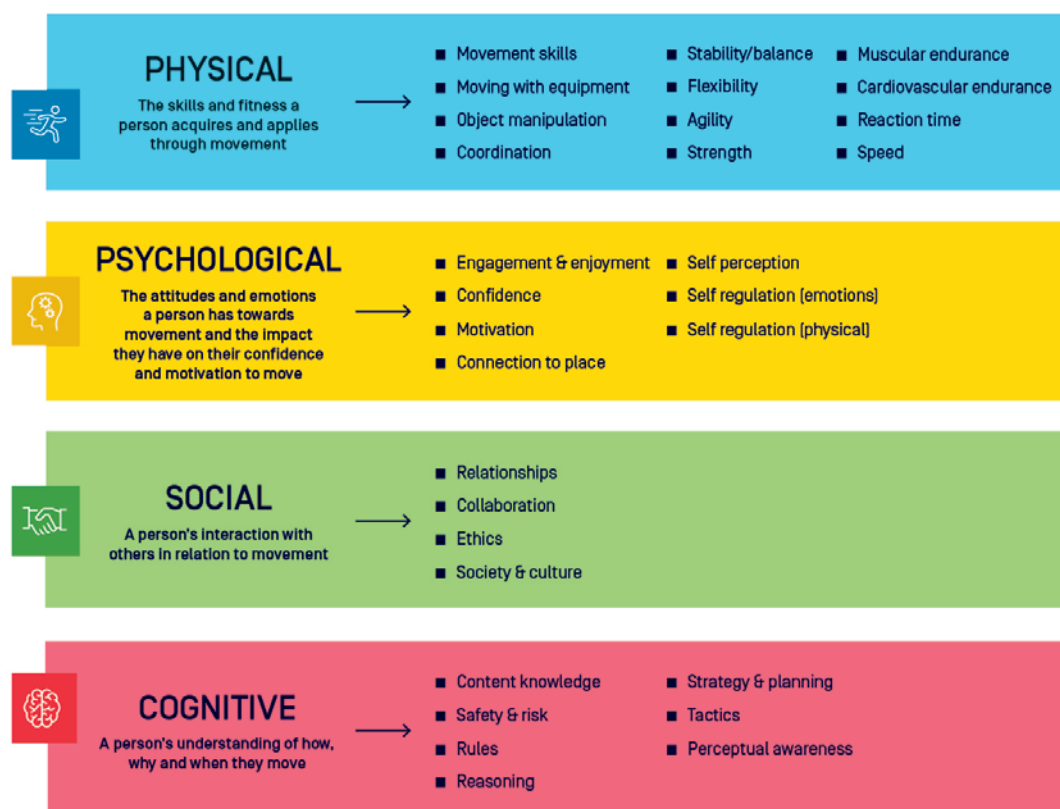 PHYSICAL
The skills and fitness a
person acquires and applies
through movement
Movement skills
Moving with equipment
Object manipulation
Coordination
Stability/balance
Flexibility
Agility
Strength
Muscular endurance
Cardiovascular endurance
Reaction time
Speed
PSYCHOLOGICAL
The attitudes and emotions
a person has towards
movement and the impact
they have on their confidence
and motivation to move
Engagement & enjoyment
Confidence
Motivation
Connection to place
Self perception
Self regulation (emotions)
Self regulation (physical)
SOCIAL
A person's interaction with
others in relation to movement
Relationships
Collaboration
Ethics
Society & culture
COGNITIVE
A person's understanding of how,
why and when they move
Content knowledge
Safety & risk
Rules
Reasoning
Strategy & planning
Tactics
Perceptual awareness